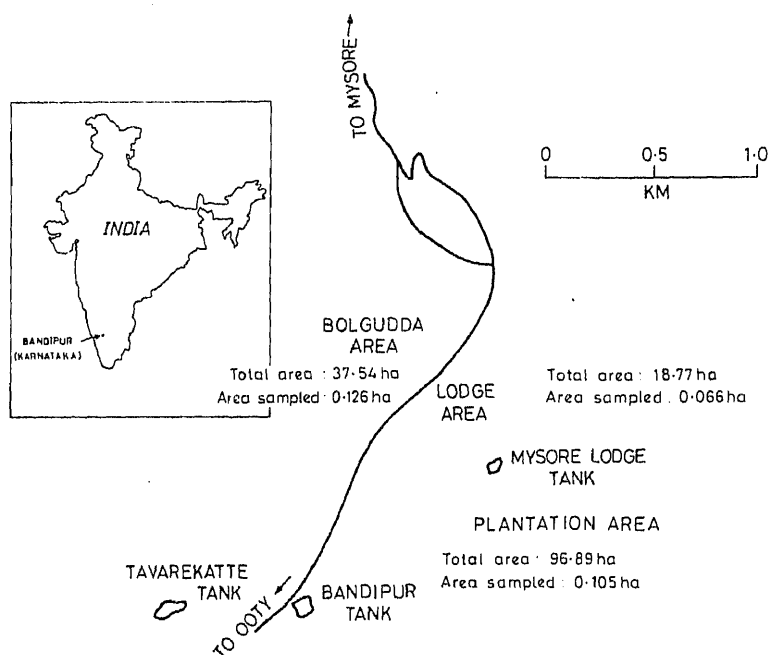 TO MYSORE
0 0.5 1.0
KM
INDIA
BANDIPUR
(KARNATAKA)
BOLGUDDA
AREA
Total area : 37·54 ha
Area sampled · 0·126 ha
LODGE
AREA
Total area : 18·77 ha
Area sampled . 0·066 ha
MYSORE LODGE
TANK
PLANTATION AREA
Total area · 96·89 ha
Area sampled : 0·105 ha
TAVAREKATTE
TANK
BANDIPUR
TANK
TO OOTY